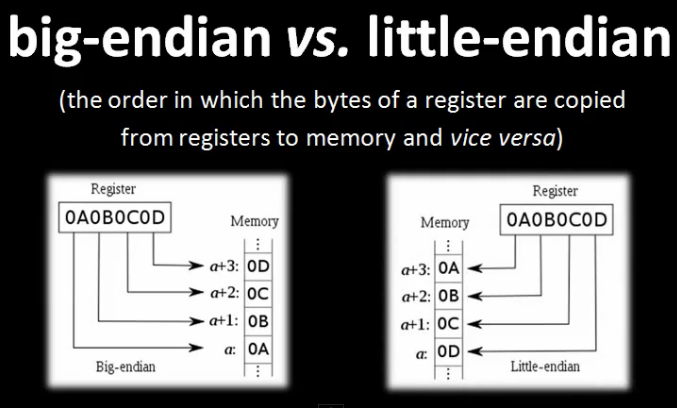 big-endian vs. little-endian
(the order in which the bytes of a register are copied
from registers to memory and vice versa)
Register
0A0B0C0D
Memory
⋮
a+3: 0D
a+2: 0C
a+1: 0B
a: 0A
⋮
Big-endian
Register
0A0B0C0D
Memory
⋮
a+3: 0A
a+2: 0B
a+1: 0C
a: 0D
⋮
Little-endian